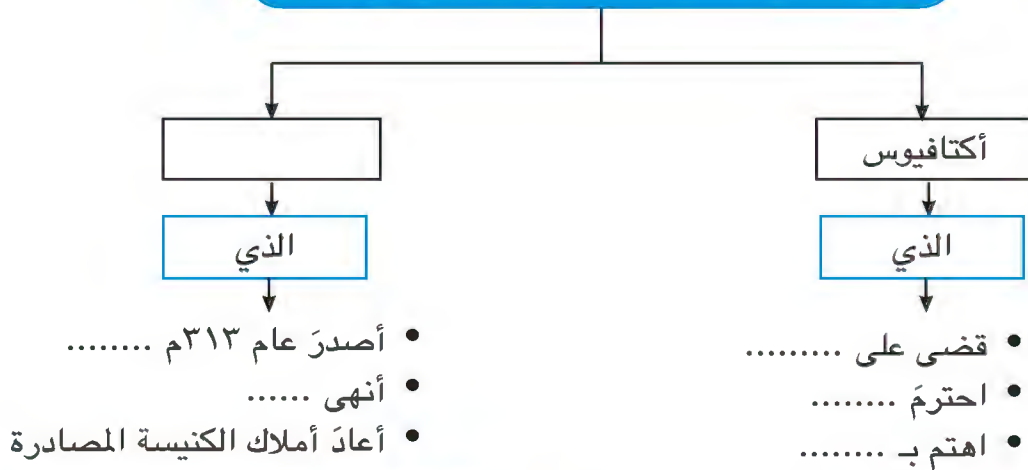 أكتافيوس
الذي
الذي
• قضى على .........
• احترمَ ........
• اهتم بـ ........
• أصدرَ عام ٣١٣م ........
• أنهى ......
• أعادَ أملاك الكنيسة المصادرة